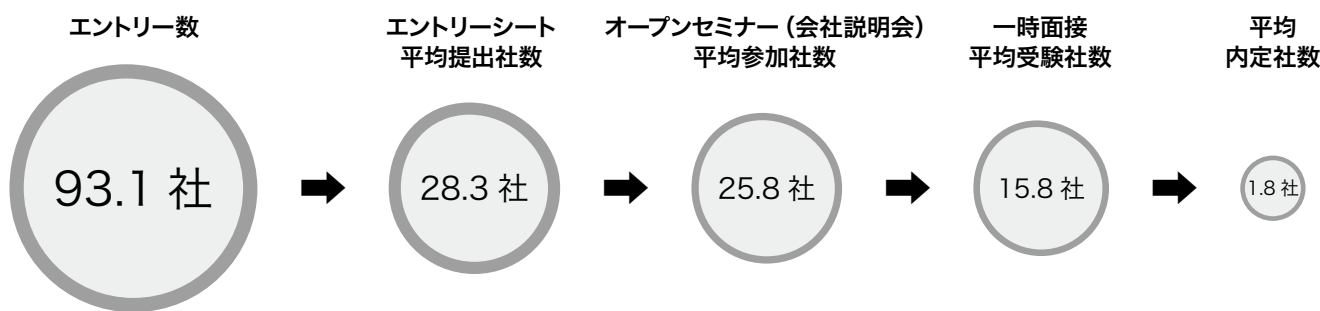 エントリー数
エントリーシート
平均提出社数
オープンセミナー（会社説明会）
平均参加社数
一時面接
平均受験社数
平均
内定社数
93.1 社
28.3 社
25.8 社
15.8 社
1.8 社